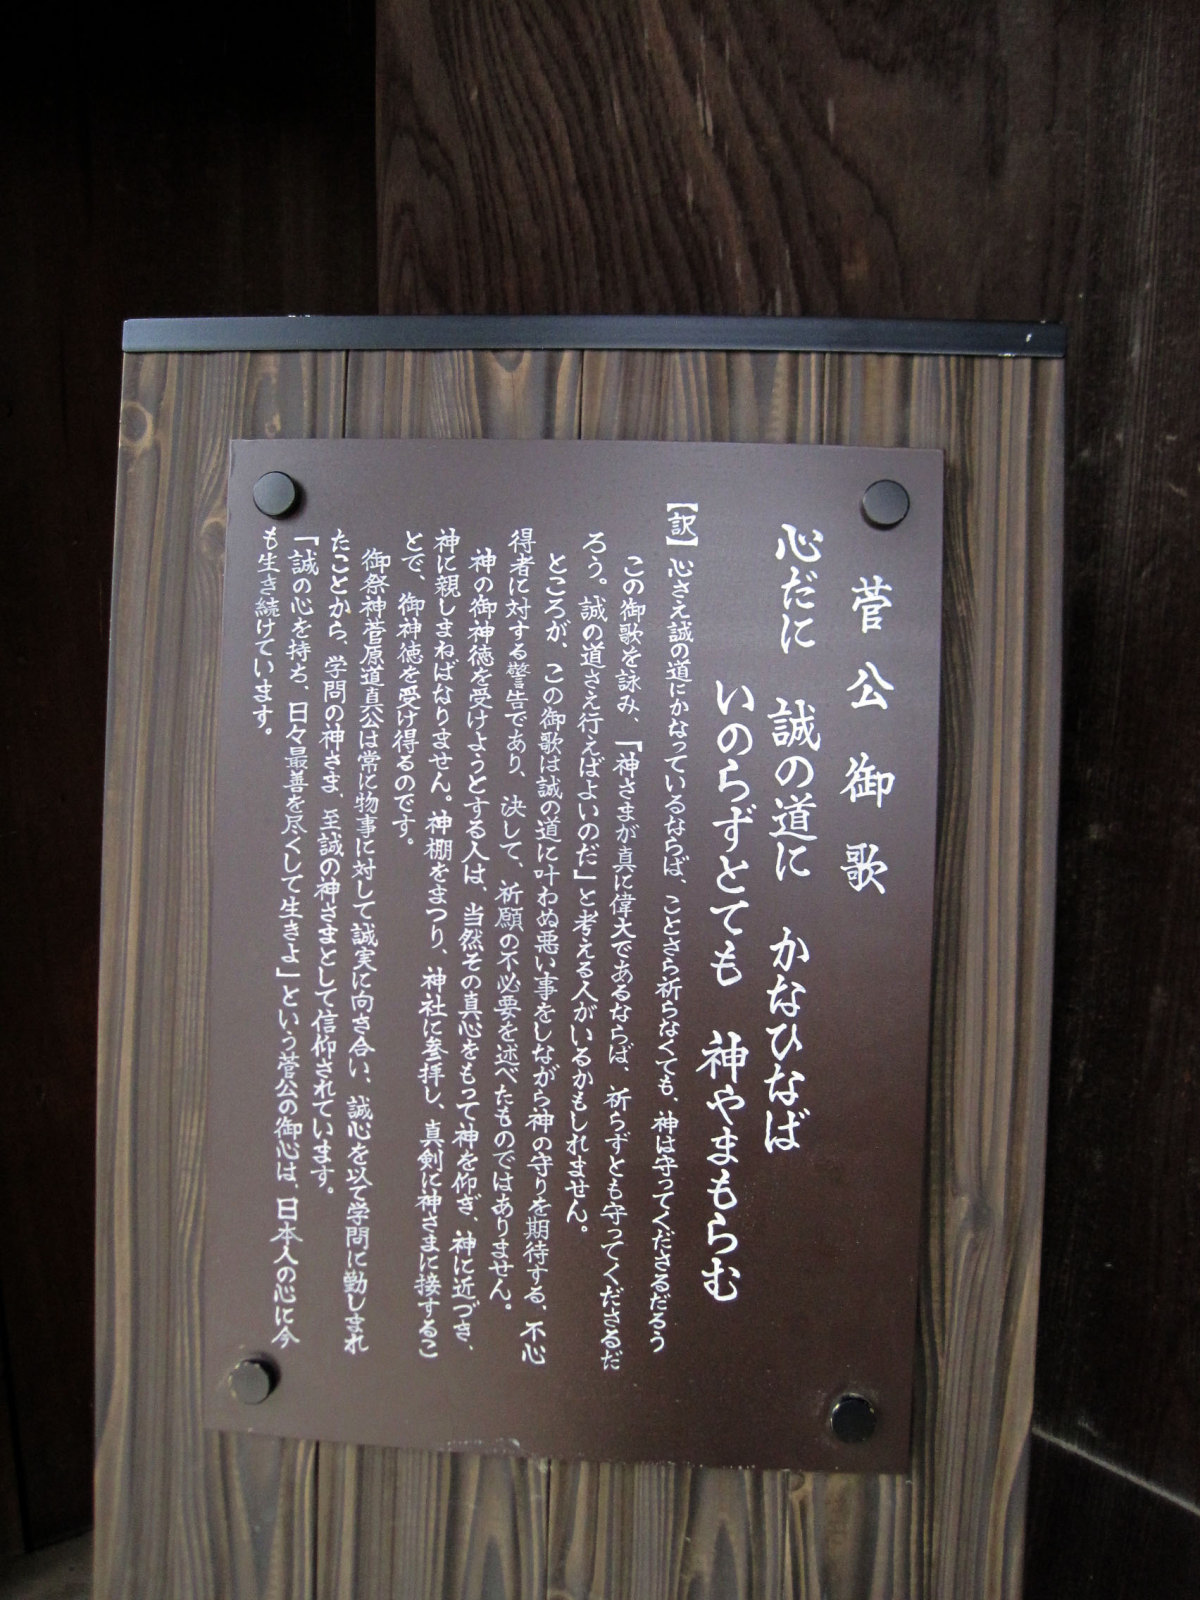 菅公御歌
心だに 誠の道に かなひなば
いのらずとても 神やまもらむ
【訳】心さえ誠の道にかなっているならば、ことさら祈らなくても、神は守ってくださるだろう
この御歌を詠み、「神さまが真に偉大であるならば、祈らずとも守ってくださるだ
ろう。誠の道さえ行えばよいのだ」と考える人がいるかもしれません。
ところが、この御歌は誠の道に叶わぬ悪い事をしながら神の守りを期待する、不心
得者に対する警告であり、決して、祈願の不必要を述べたものではありません。
神の御神徳を受けようとする人は、当然その真心をもって神を仰ぎ、神に近づき、
神に親しまねばなりません。神棚をまつり、神社に参拝し、真剣に神さまに接するこ
とで、御神徳を受け得るのです。
御祭神菅原道真公は常に物事に対して誠実に向き合い、誠心を以て学問に勤しまれ
たことから、学問の神さま、至誠の神さまとして信仰されています。
「誠の心を持ち、日々最善を尽くして生きよ」という菅公の御心は、日本人の心に今
も生き続けています。